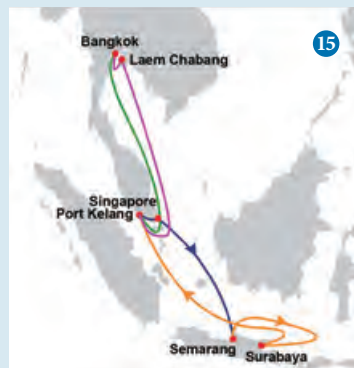 Bangkok
15
Laem Chabang
Singapore
Port Kelang
Semarang
Surabaya